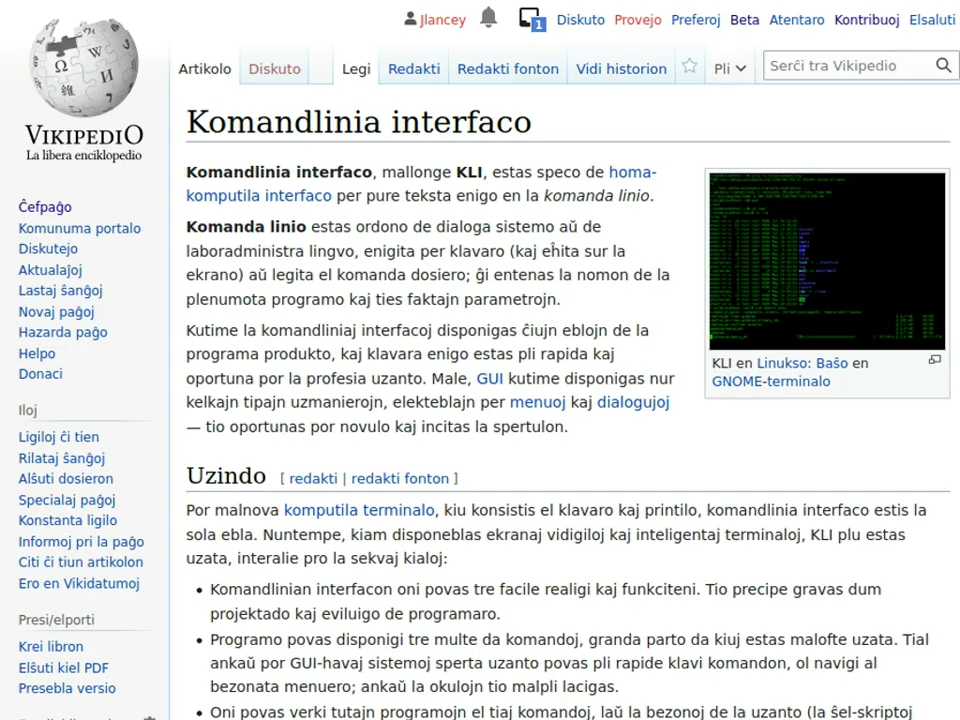 Jlancey 1 Diskuto Provejo Preferoj Beta Atentaro Kontribuoj Elsaluti
Artikolo Diskuto Legi Redakti Redakti fonton Vidi historion Pli Serĉi tra Vikipedio
VIKIPEDIO
La libera enciklopedio
Ĉefpaĝo
Komunuma portalo
Diskutejo
Aktualaĵoj
Lastaj ŝanĝoj
Novaj paĝoj
Hazarda paĝo
Helpo
Donaci
Iloj
Ligiloj ĉi tien
Rilataj ŝanĝoj
Alŝuti dosieron
Specialaj paĝoj
Konstanta ligilo
Informoj pri la paĝo
Citi ĉi tiun artikolon
Ero en Vikidatumoj
Presi/elporti
Krei libron
Elŝuti kiel PDF
Presebla versio
Komandlinia interfaco
Komandlinia interfaco, mallonge KLI, estas speco de homa-
komputila interfaco per pure teksta enigo en la komanda linio.
Komanda linio estas ordono de dialoga sistemo aŭ de
laboradministra lingvo, enigita per klavaro (kaj eĥita sur la
ekrano) aŭ legita el komanda dosiero; ĝi entenas la nomon de la
plenumota programo kaj ties faktajn parametrojn.
Kutime la komandliniaj interfacoj disponigas ĉiujn eblojn de la
programa produkto, kaj klavara enigo estas pli rapida kaj
oportuna por la profesia uzanto. Male, GUI kutime disponigas nur
kelkajn tipajn uzmanierojn, elekteblajn per menuoj kaj dialogujoj
— tio oportunas por novulo kaj incitas la spertulon.
KLI en Linukso: Baŝo en
GNOME-terminalo
Uzindo [ redakti | redakti fonton ]
Por malnova komputila terminalo, kiu konsistis el klavaro kaj printilo, komandlinia interfaco estis la
sola ebla. Nuntempe, kiam disponeblas ekranaj vidigiloj kaj inteligentaj terminaloj, KLI plu estas
uzata, interalie pro la sekvaj kialoj:
• Komandlinian interfacon oni povas tre facile realigi kaj funkciteni. Tio precipe gravas dum
projektado kaj eviluigo de programaro.
• Programo povas disponigi tre multe da komandoj, granda parto da kiuj estas malofte uzata. Tial
ankaŭ por GUI-havaj sistemoj sperta uzanto povas pli rapide klavi komandon, ol navigi al
bezonata menuero; ankaŭ la okulojn tio malpli lacigas.
• Oni povas verki tutajn programojn el tiaj komandoj, laŭ la bezonoj de la uzanto (la ŝel-skriptoj